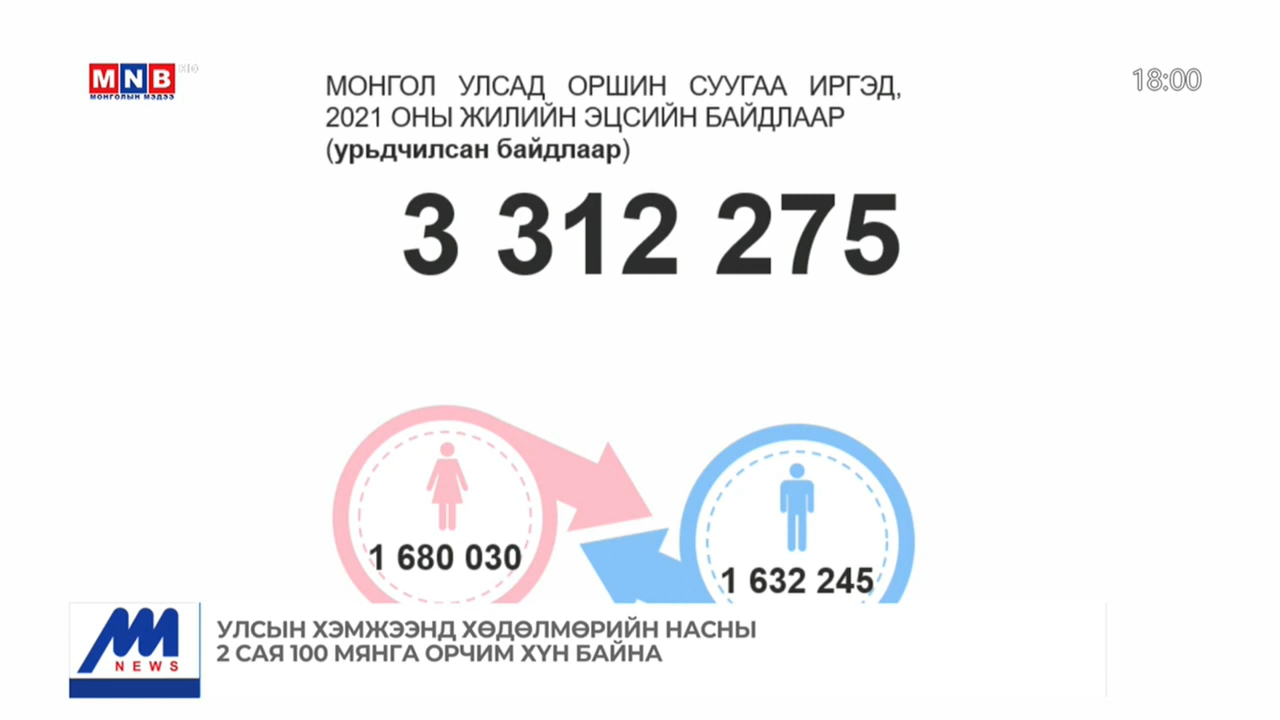 MNB HD
МОНГОЛЫН МЭДЭЭ
18:00
МОНГОЛ УЛСАД ОРШИН СУУГАА ИРГЭД,
2021 ОНЫ ЖИЛИЙН ЭЦСИЙН БАЙДЛААР
(урьдчилсан байдлаар)
3 312 275
1 680 030
1 632 245
NEWS
УЛСЫН ХЭМЖЭЭНД ХӨДӨЛМӨРИЙН НАСНЫ
2 САЯ 100 МЯНГА ОРЧИМ ХҮН БАЙНА